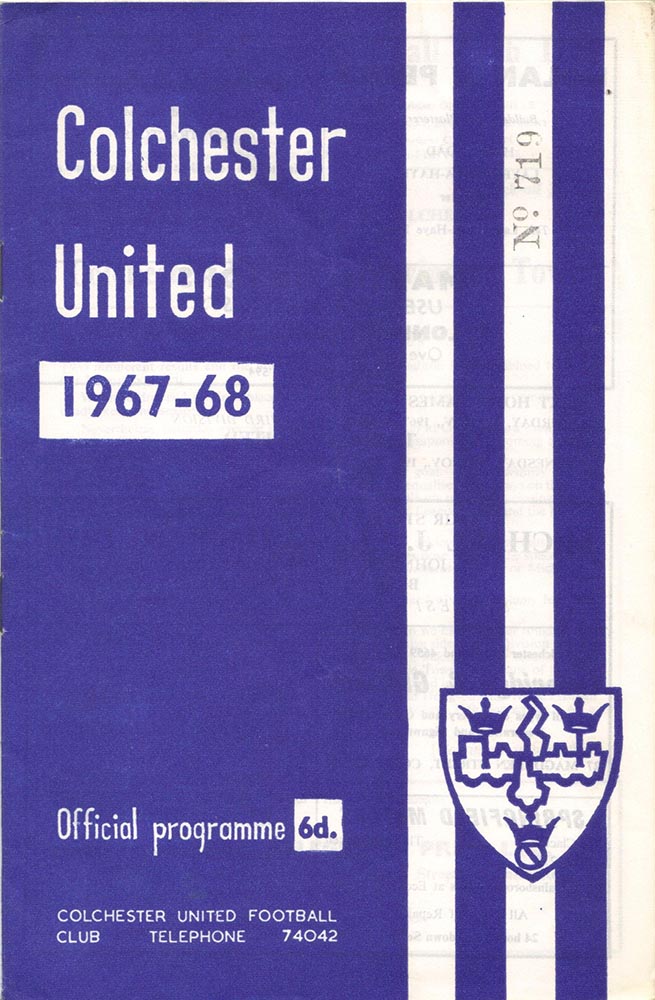 Colchester
United
1967-68
Nº. 719
Official programme 6d.
COLCHESTER UNITED FOOTBALL
CLUB TELEPHONE 74042